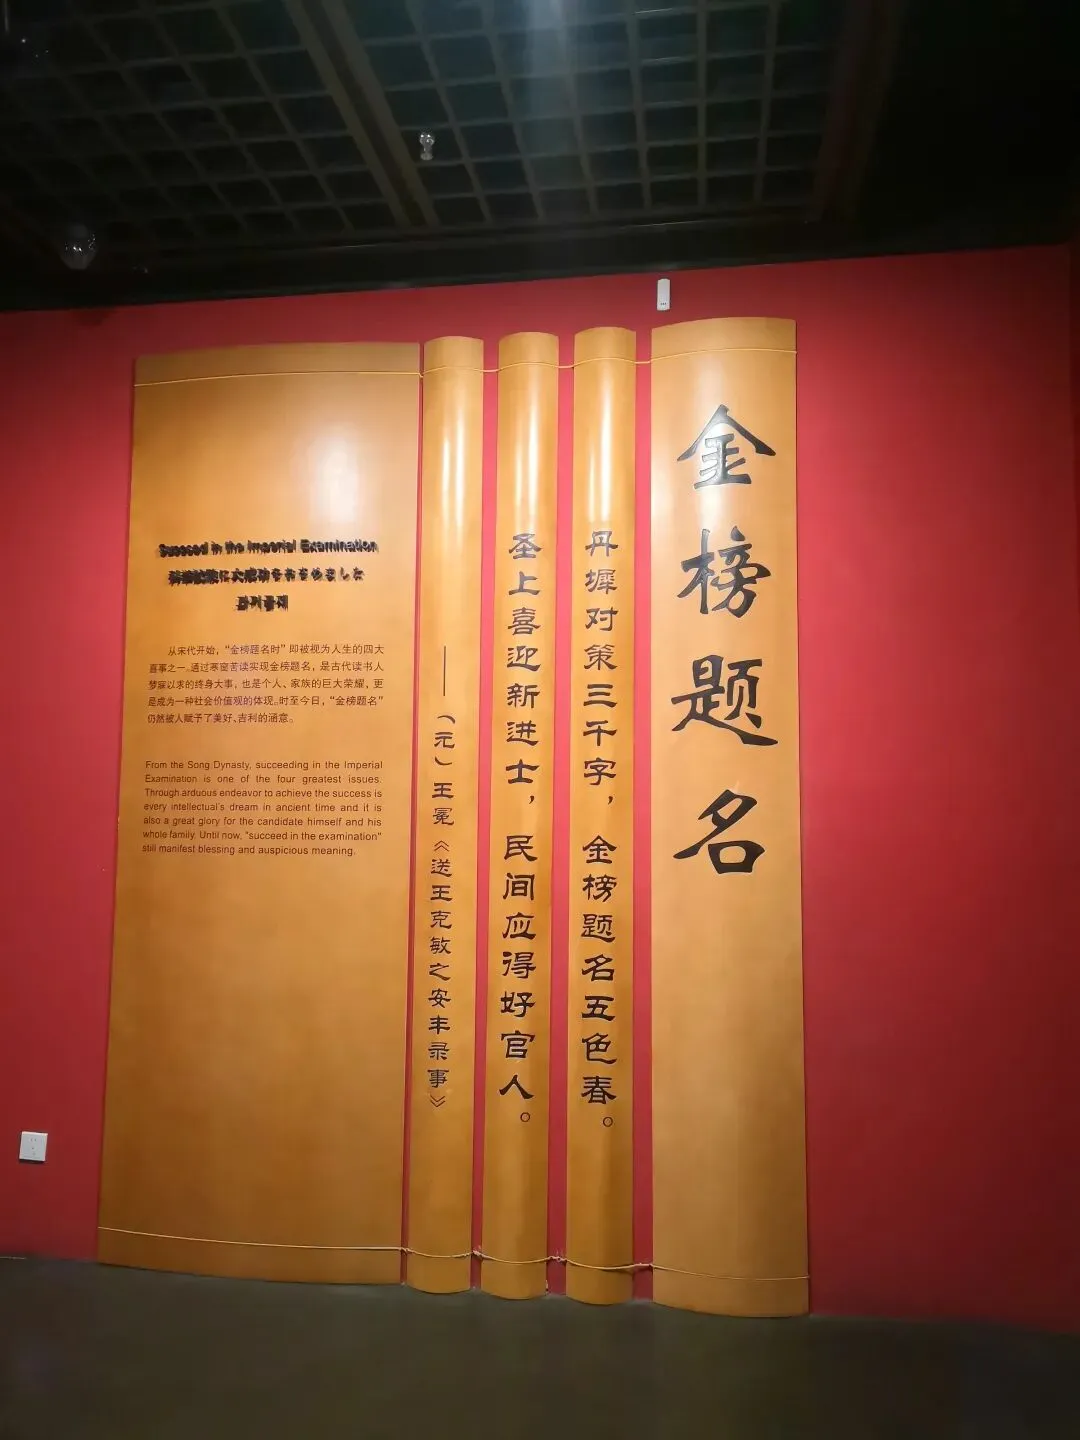 金榜题名
丹墀对策三千字，金榜题名五色春。
圣上喜迎新进士，民间应得好官人。
——（元）王冕《送王克敏之安丰录事》
Succeed in the Imperial Examination
从宋代开始，“金榜题名时”即被视为人生的四大
喜事之一。通过寒窗苦读实现金榜题名，是古代读书人
梦寐以求的终身大事，也是个人、家族的巨大荣耀，更
是成为一种社会价值观的体现。时至今日，“金榜题名”
仍然被人赋予了美好、吉利的涵意。
From the Song Dynasty, succeeding in the Imperial
Examination is one of the four greatest issues.
Through arduous endeavor to achieve the success is
every intellectual's dream in ancient time and it is
also a great glory for the candidate himself and his
whole family. Until now, "succeed in the examination"
still manifest blessing and auspicious meaning.